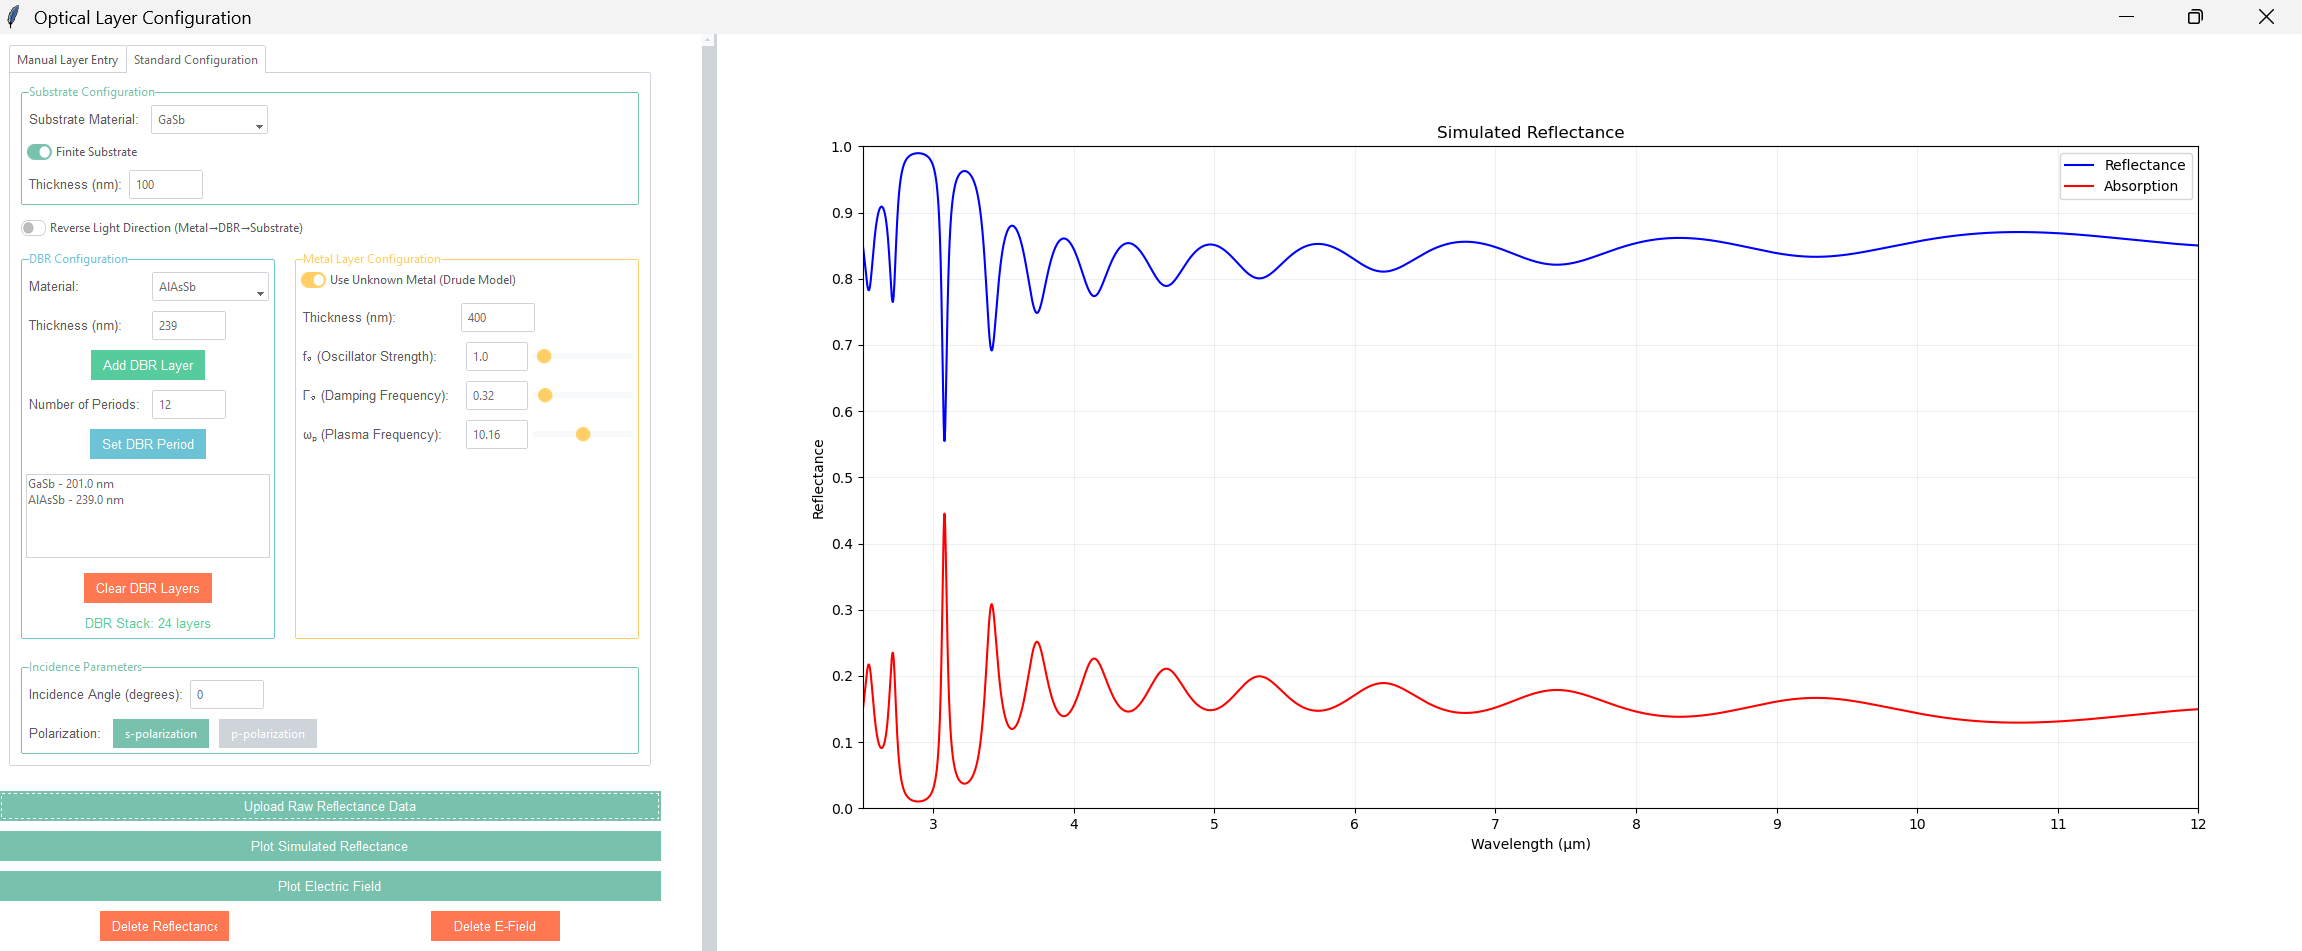 Optical Layer Configuration
Manual Layer Entry
Standard Configuration
Substrate Configuration
Substrate Material: GaSb
Finite Substrate
Thickness (nm): 100
Reverse Light Direction (Metal→DBR→Substrate)
DBR Configuration
Material: AlAsSb
Thickness (nm): 239
Add DBR Layer
Number of Periods: 12
Set DBR Period
GaSb - 201.0 nm
AlAsSb - 239.0 nm
Clear DBR Layers
DBR Stack: 24 layers
Metal Layer Configuration
Use Unknown Metal (Drude Model)
Thickness (nm): 400
f₀ (Oscillator Strength): 1.0
Γ₀ (Damping Frequency): 0.32
ωₚ (Plasma Frequency): 10.16
Incidence Parameters
Incidence Angle (degrees): 0
Polarization: s-polarization p-polarization
Upload Raw Reflectance Data
Plot Simulated Reflectance
Plot Electric Field
Delete Reflectance
Delete E-Field
Simulated Reflectance
Reflectance
Absorption
1.0
0.9
0.8
0.7
0.6
0.5
0.4
0.3
0.2
0.1
0.0
Reflectance
3 4 5 6 7 8 9 10 11 12
Wavelength (μm)